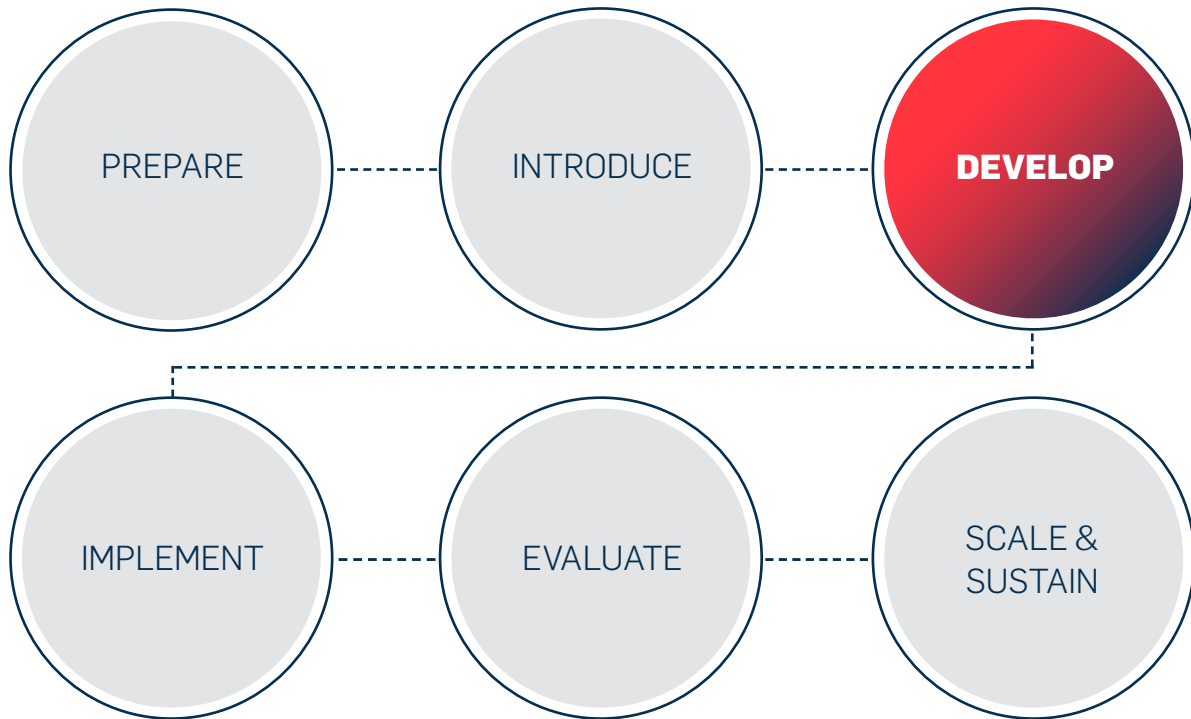 PREPARE
INTRODUCE
DEVELOP
IMPLEMENT
EVALUATE
SCALE &
SUSTAIN